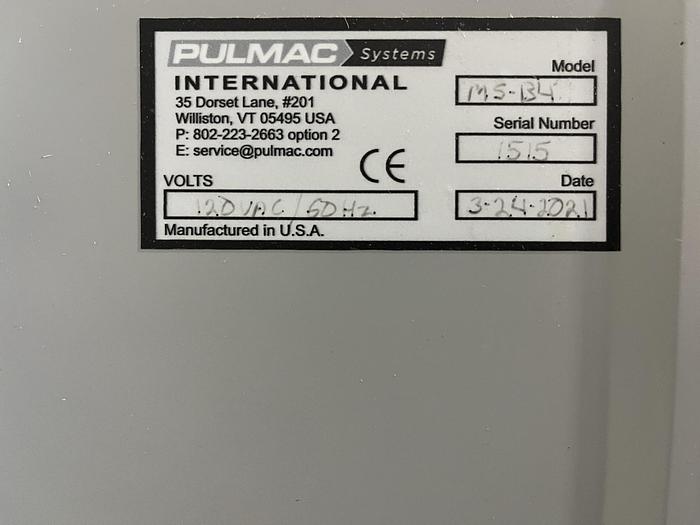 PULMAC Systems
INTERNATIONAL
35 Dorset Lane, #201
Williston, VT 05495 USA
P: 802-223-2663 option 2
E: service@pulmac.com
CE
Model
MS-B4
Serial Number
1515
VOLTS
120VAC/60Hz
Date
3-24-2021
Manufactured in U.S.A.